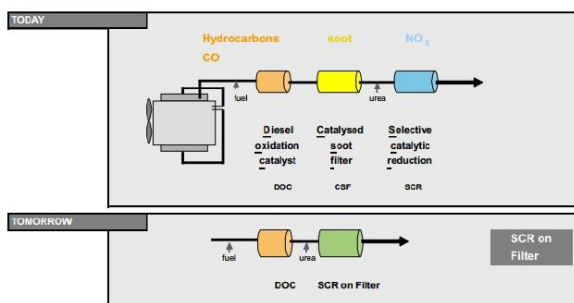 TODAY
Hydrocarbons soot NOx
CO
fuel urea
Diesel Catalysed Selective
oxidation soot catalytic
catalyst filter reduction
DOC CSF SCR
TOMORROW
SCR on
Filter
fuel urea
DOC SCR on Filter